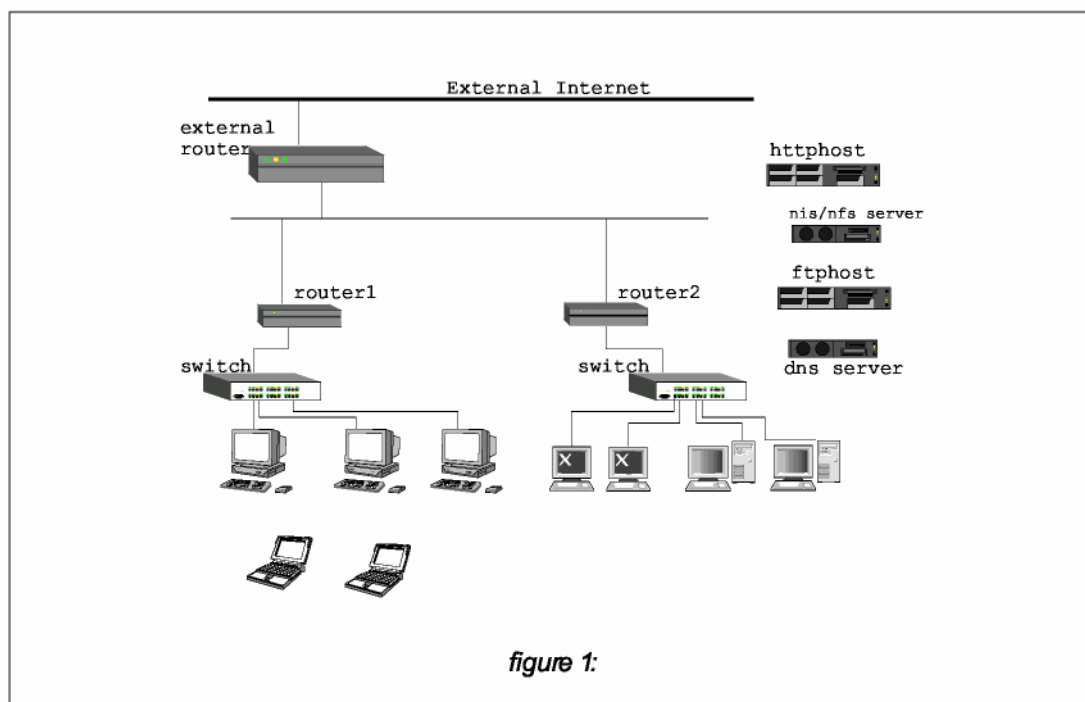 External Internet
external
router
httphost
nis/nfs server
ftphost
router1
router2
switch
switch
dns server
X
X
figure 1: